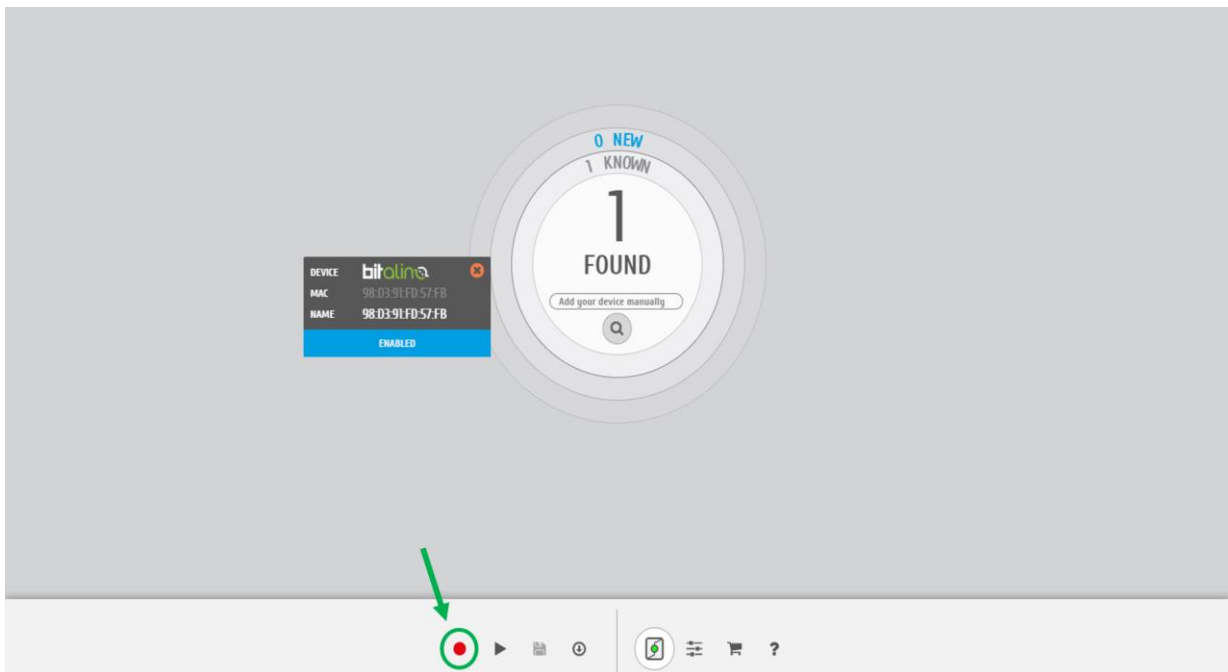 0 NEW
1 KNOWN
1
FOUND
Add your device manually
DEVICE bitalino
MAC 98:D3:91:FD:57:FB
NAME 98:D3:91:FD:57:FB
ENABLED
?